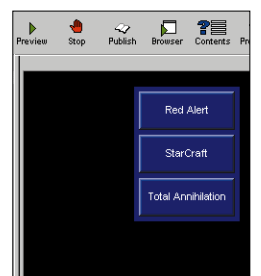 Preview Stop Publish Browser Contents
Red Alert
StarCraft
Total Annihilation